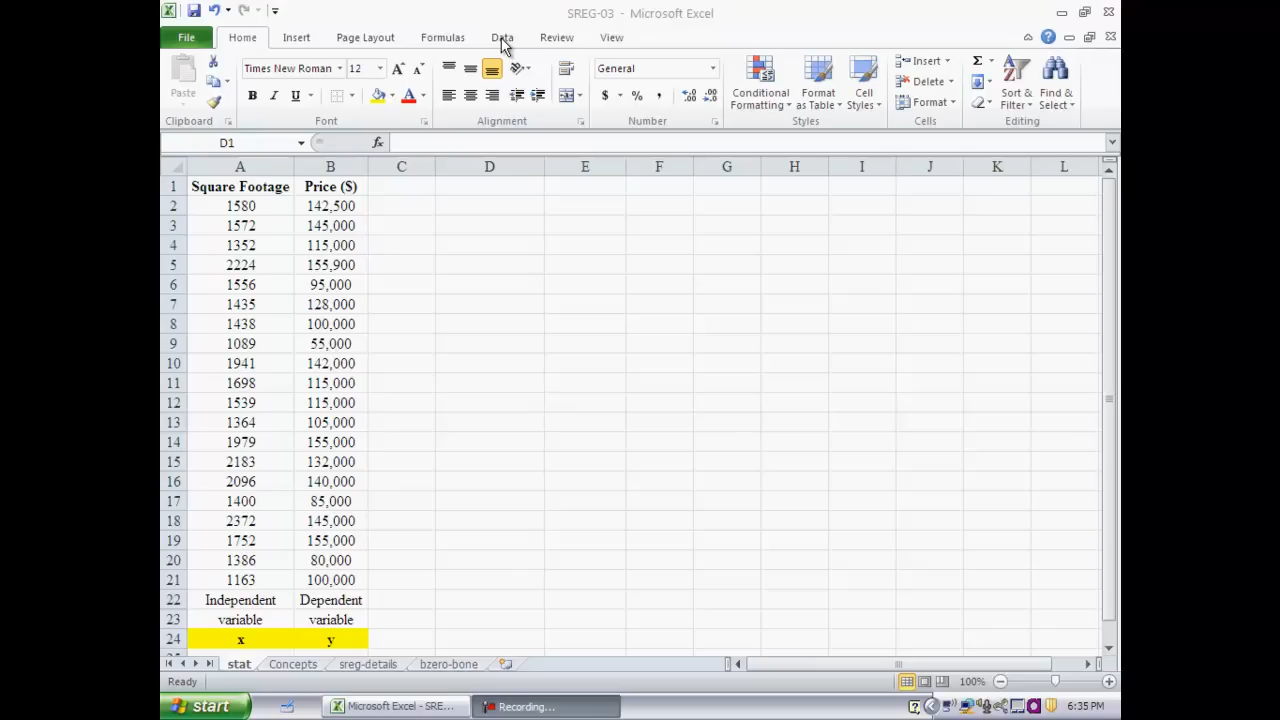 SREG-03 - Microsoft Excel
File Home Insert Page Layout Formulas Data Review View
Times New Roman 12 General Insert Σ
Paste B I U $ % , Conditional Formatting Format as Table Cell Styles Delete Format Sort & Filter Find & Select
Clipboard Font Alignment Number Styles Cells Editing
D1 fx
A B C D E F G H I J K L
1 Square Footage Price ($)
2 1580 142,500
3 1572 145,000
4 1352 115,000
5 2224 155,900
6 1556 95,000
7 1435 128,000
8 1438 100,000
9 1089 55,000
10 1941 142,000
11 1698 115,000
12 1539 115,000
13 1364 105,000
14 1979 155,000
15 2183 132,000
16 2096 140,000
17 1400 85,000
18 2372 145,000
19 1752 155,000
20 1386 80,000
21 1163 100,000
22 Independent Dependent
23 variable variable
24 x y
stat Concepts sreg-details bzero-bone
Ready 100%
start Microsoft Excel - SRE... Recording... 6:35 PM